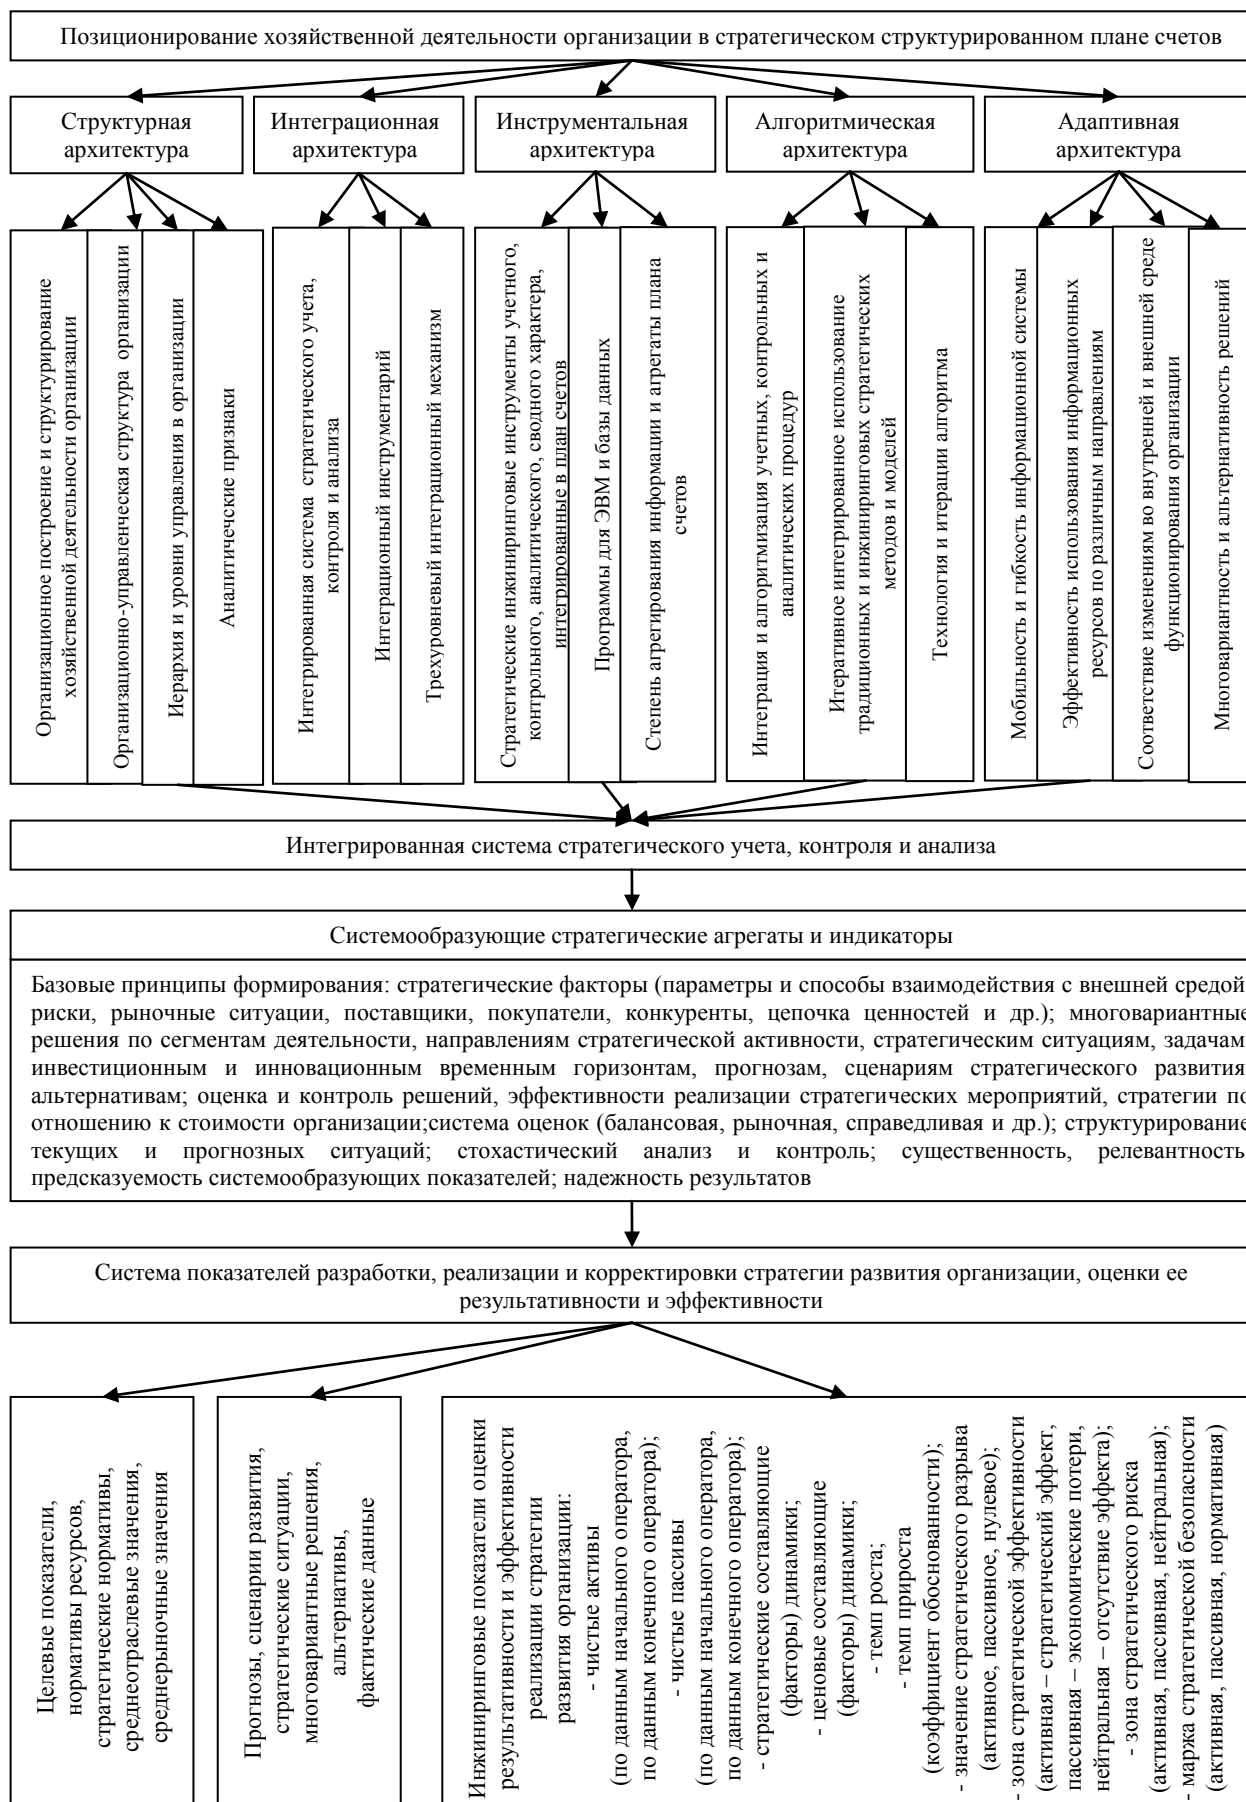 Позиционирование хозяйственной деятельности организации в стратегическом структурированном плане счетов
Структурная
архитектура
Интеграционная
архитектура
Инструментальная
архитектура
Алгоритмическая
архитектура
Адаптивная
архитектура
Организационное построение и структурирование
хозяйственной деятельности организации
Организационно-управленческая структура организации
Иерархия и уровни управления в организации
Аналитичечские признаки
Интегрированная система стратегического учета,
контроля и анализа
Интеграционный инструментарий
Трехуровневый интеграционный механизм
Стратегические инжиниринговые инструменты учетного,
контрольного, аналитического, сводного характера,
интегрированные в план счетов
Программы для ЭВМ и базы данных
Степень агрегирования информации и агрегаты плана
счетов
Интеграция и алгоритмизация учетных, контрольных и
аналитических процедур
Итеративное интегрированное использование
традиционных и инжиниринговых стратегических
методов и моделей
Технология и итерации алгоритма
Мобильность и гибкость информационной системы
Эффективность использования информационных
ресурсов по различным направлениям
Соответствие изменениям во внутренней и внешней среде
функционирования организации
Многовариантность и альтернативность решений
Интегрированная система стратегического учета, контроля и анализа
Системообразующие стратегические агрегаты и индикаторы
Базовые принципы формирования: стратегические факторы (параметры и способы взаимодействия с внешней средой
риски, рыночные ситуации, поставщики, покупатели, конкуренты, цепочка ценностей и др.); многовариантные
решения по сегментам деятельности, направлениям стратегической активности, стратегическим ситуациям, задачам
инвестиционным и инновационным временным горизонтам, прогнозам, сценариям стратегического развития
альтернативам; оценка и контроль решений, эффективности реализации стратегических мероприятий, стратегии по
отношению к стоимости организации;система оценок (балансовая, рыночная, справедливая и др.); структурирование
текущих и прогнозных ситуаций; стохастический анализ и контроль; существенность, релевантность
предсказуемость системообразующих показателей; надежность результатов
Система показателей разработки, реализации и корректировки стратегии развития организации, оценки ее
результативности и эффективности
Целевые показатели,
нормативы ресурсов,
стратегические нормативы,
среднеотраслевые значения,
среднерыночные значения
Прогнозы, сценарии развития,
стратегические ситуации,
многовариантные решения,
альтернативы,
фактические данные
Инжиниринговые показатели оценки
результативности и эффективности
реализации стратегии
развития организации:
- чистые активы
(по данным начального оператора,
по данным конечного оператора);
- чистые пассивы
(по данным начального оператора,
по данным конечного оператора);
- стратегические составляющие
(факторы) динамики;
- ценовые составляющие
(факторы) динамики;
- темп роста;
- темп прироста
(коэффициент обоснованности);
- значение стратегического разрыва
(активное, пассивное, нулевое);
- зона стратегической эффективности
(активная – стратегический эффект,
пассивная – экономические потери,
нейтральная – отсутствие эффекта);
- зона стратегического риска
(активная, пассивная, нейтральная);
- маржа стратегической безопасности
(активная, пассивная, нормативная)